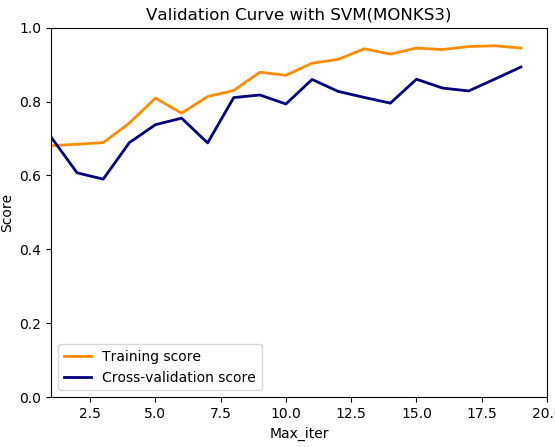 Validation Curve with SVM(MONKS3)
1.0
0.8
0.6
0.4
0.2
0.0
Score
Training score
Cross-validation score
2.5 5.0 7.5 10.0 12.5 15.0 17.5 20.
Max_iter